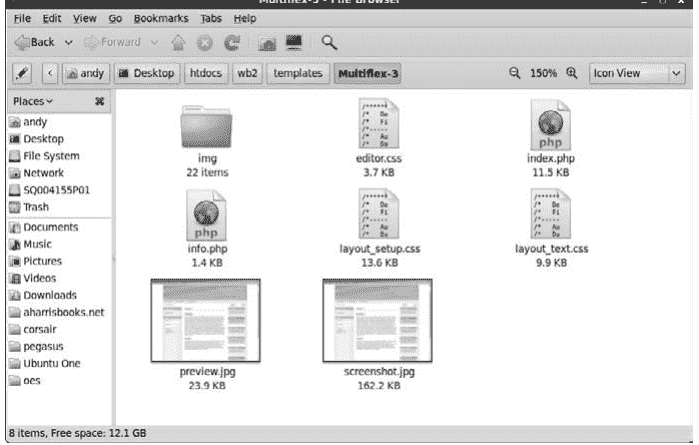 Multiflex-3 - File Browser
File Edit View Go Bookmarks Tabs Help
Back Forward
andy Desktop htdocs wb2 templates Multiflex-3 150% Icon View
Places
andy
Desktop
File System
Network
SQ004155P01
Trash
Documents
Music
Pictures
Videos
Downloads
aharrisbooks.net
corsair
pegasus
Ubuntu One
oes
img
22 items
editor.css
3.7 KB
php
index.php
11.5 KB
php
info.php
1.4 KB
layout_setup.css
13.6 KB
layout_text.css
9.9 KB
preview.jpg
23.9 KB
screenshot.jpg
162.2 KB
8 items, Free space: 12.1 GB